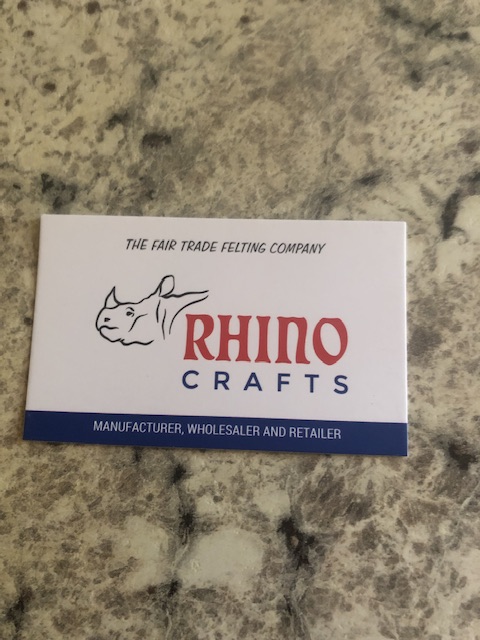 THE FAIR TRADE FELTING COMPANY
RHINO
CRAFTS
MANUFACTURER, WHOLESALER AND RETAILER